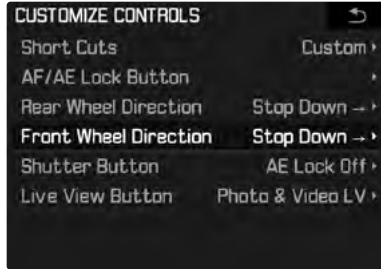 CUSTOMIZE CONTROLS
Short Cuts Custom
AF/AE Lock Button
Rear Wheel Direction Stop Down →
Front Wheel Direction Stop Down →
Shutter Button AE Lock Off
Live View Button Photo & Video LV